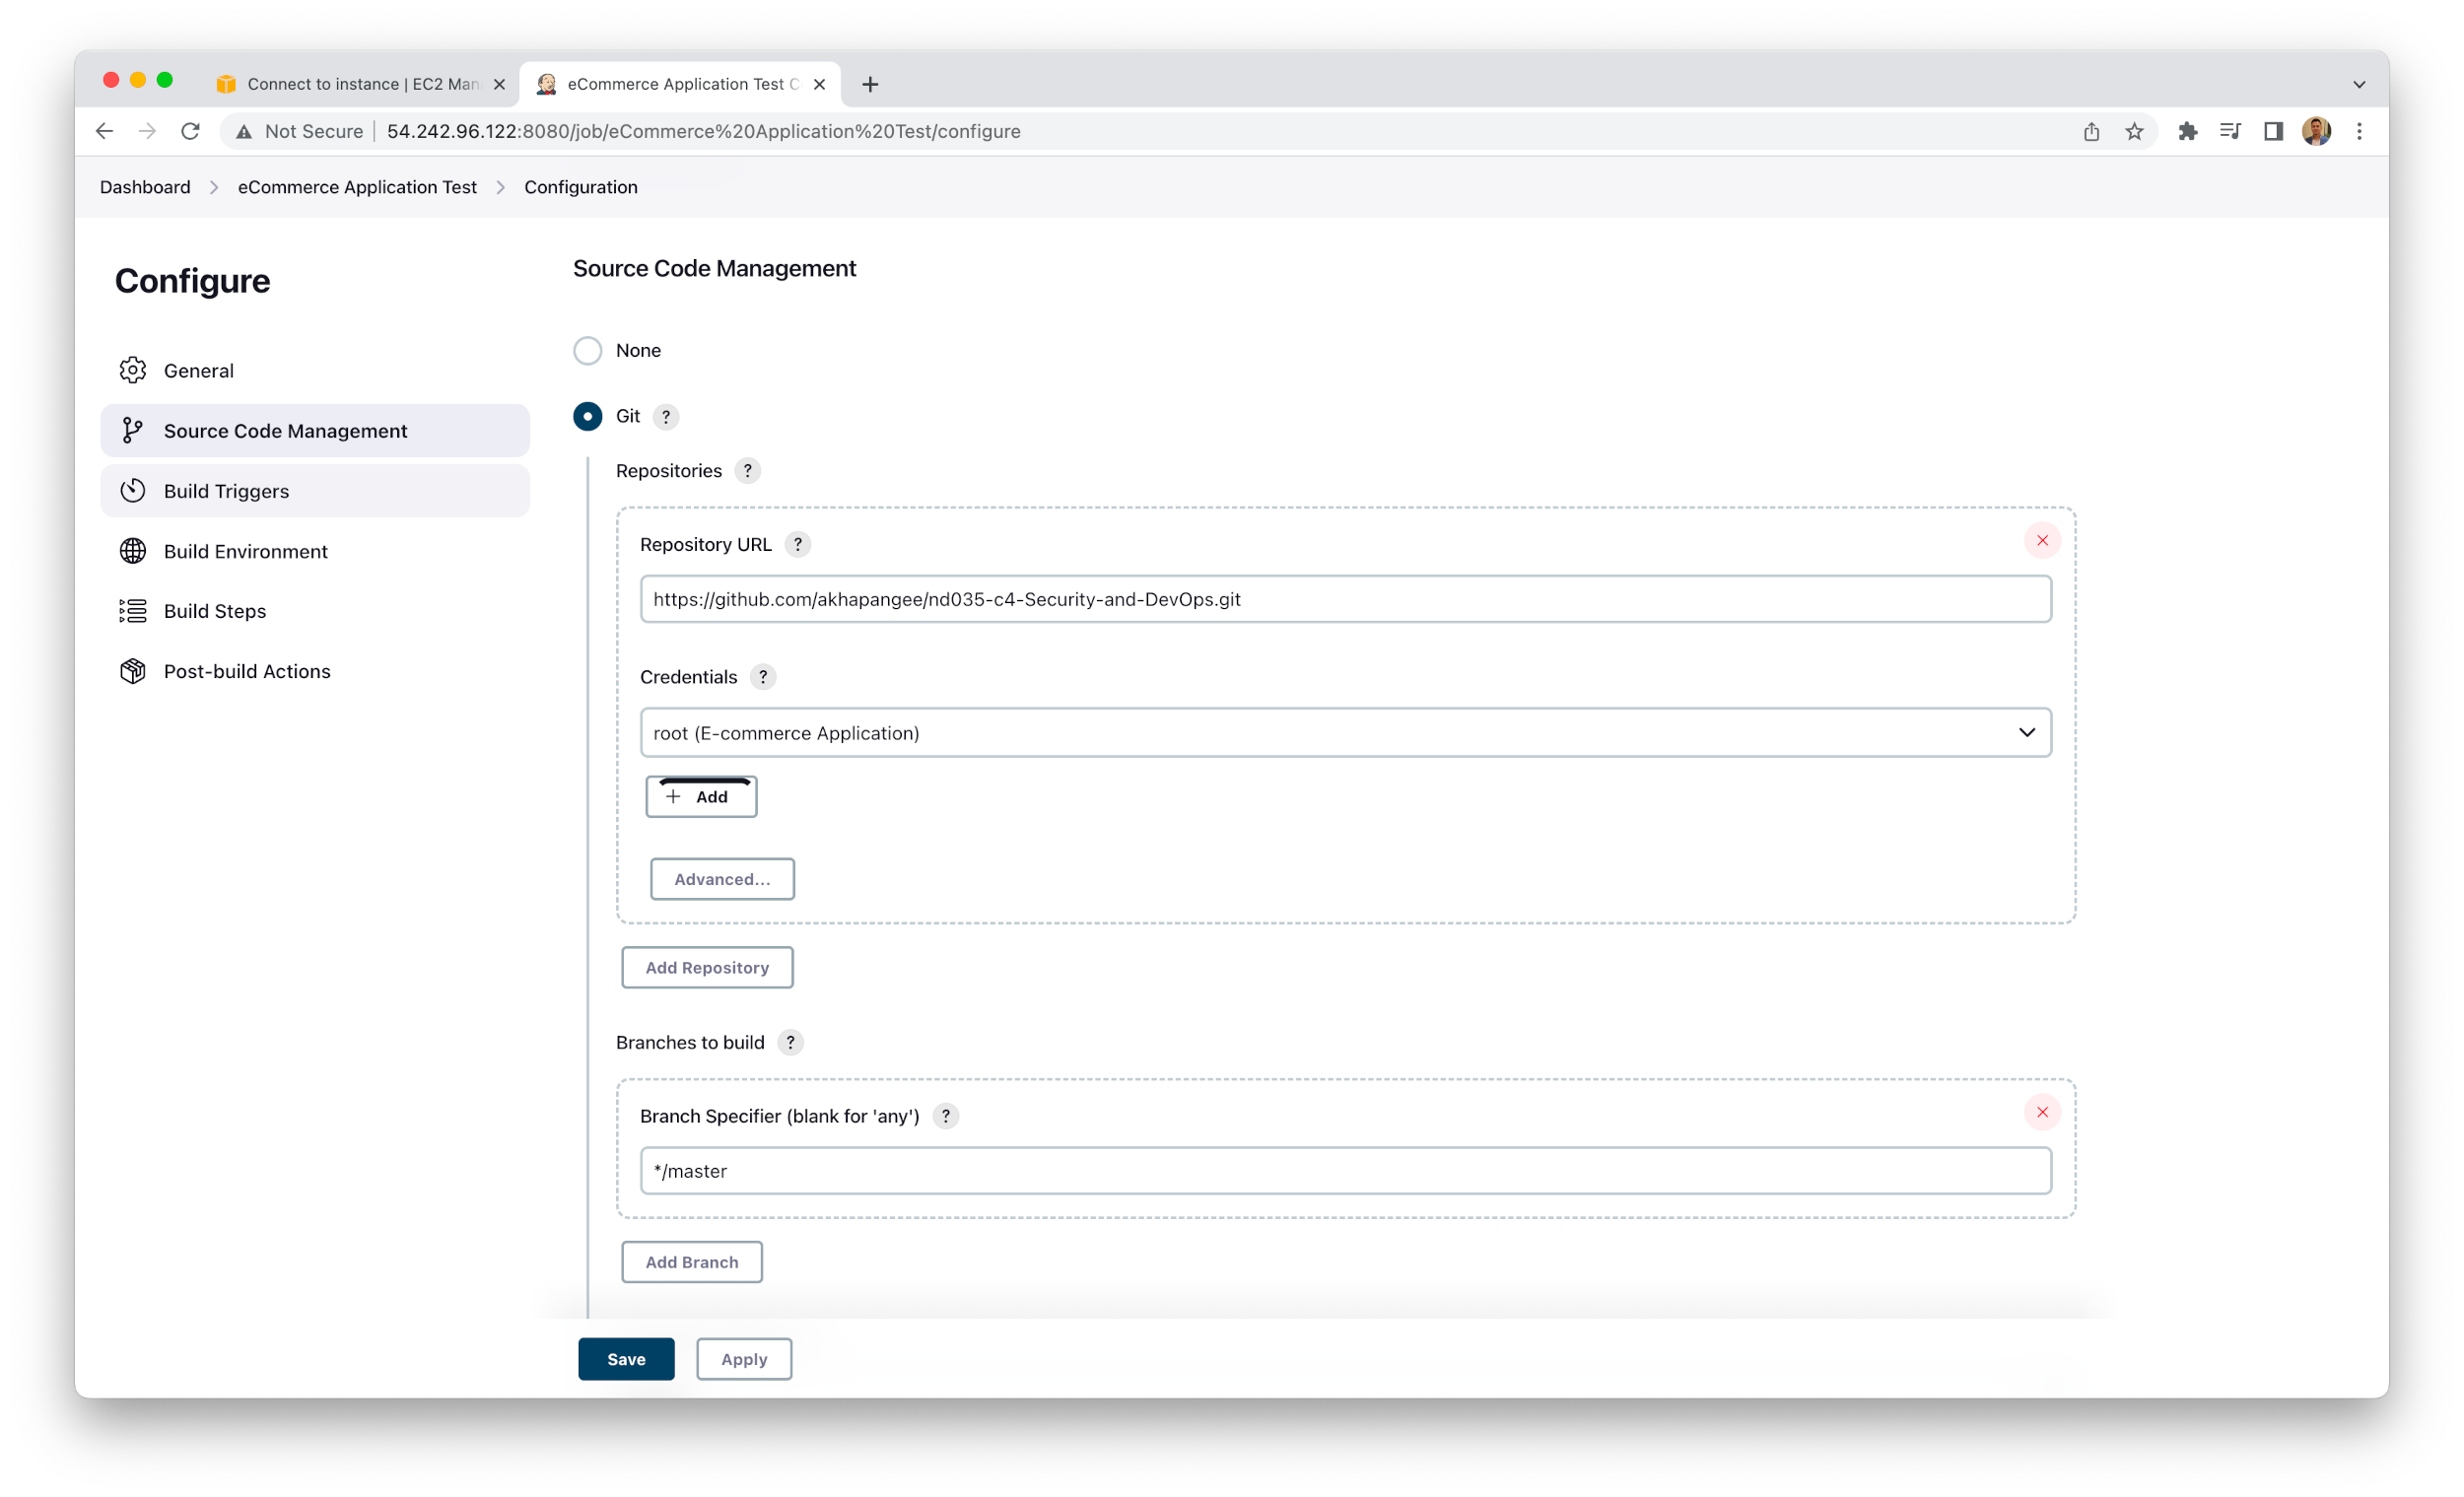 Connect to instance | EC2 Man
eCommerce Application Test C
Not Secure
54.242.96.122:8080/job/eCommerce%20Application%20Test/configure
Dashboard
eCommerce Application Test
Configuration
Configure
General
Source Code Management
Build Triggers
Build Environment
Build Steps
Post-build Actions
Source Code Management
None
Git ?
Repositories ?
Repository URL ?
https://github.com/akhapangee/nd035-c4-Security-and-DevOps.git
Credentials ?
root (E-commerce Application)
+ Add
Advanced...
Add Repository
Branches to build ?
Branch Specifier (blank for 'any') ?
*/master
Add Branch
Save
Apply